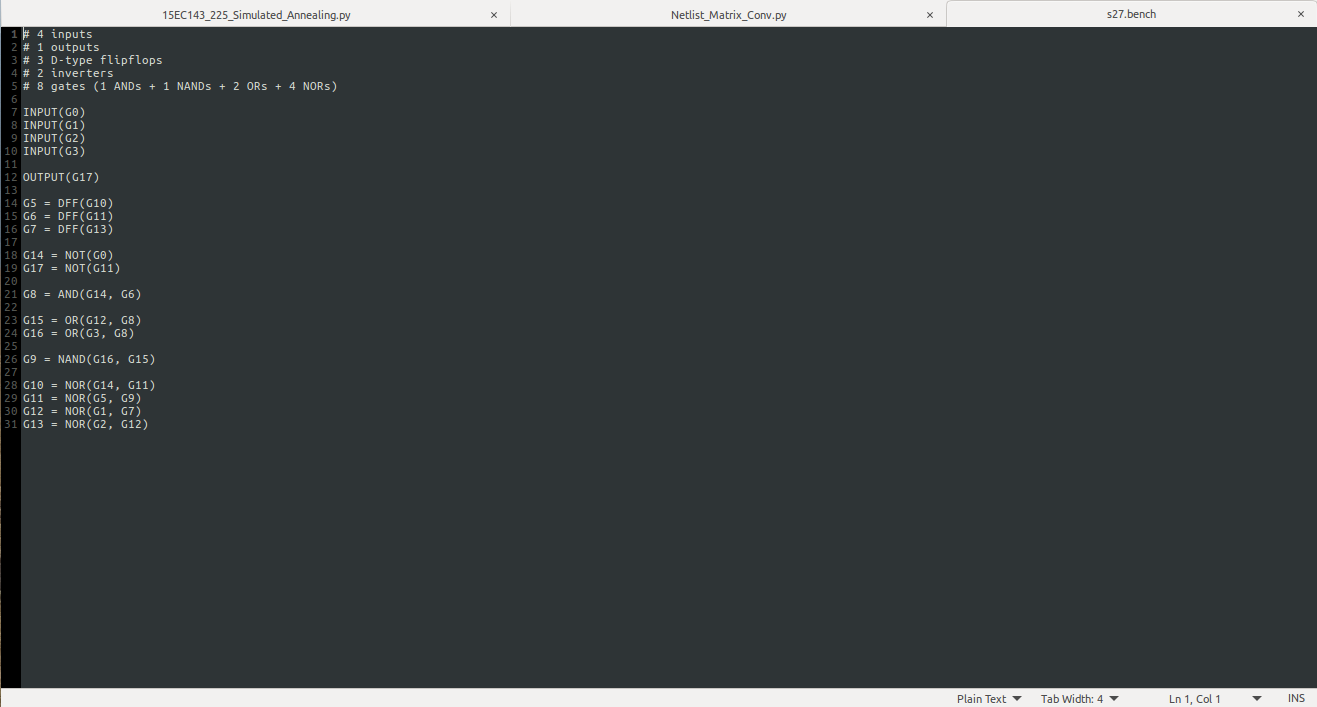 15EC143_225_Simulated_Annealing.py × Netlist_Matrix_Conv.py × s27.bench ×
1 # 4 inputs
2 # 1 outputs
3 # 3 D-type flipflops
4 # 2 inverters
5 # 8 gates (1 ANDs + 1 NANDs + 2 ORs + 4 NORs)
6
7 INPUT(G0)
8 INPUT(G1)
9 INPUT(G2)
10 INPUT(G3)
11
12 OUTPUT(G17)
13
14 G5 = DFF(G10)
15 G6 = DFF(G11)
16 G7 = DFF(G13)
17
18 G14 = NOT(G0)
19 G17 = NOT(G11)
20
21 G8 = AND(G14, G6)
22
23 G15 = OR(G12, G8)
24 G16 = OR(G3, G8)
25
26 G9 = NAND(G16, G15)
27
28 G10 = NOR(G14, G11)
29 G11 = NOR(G5, G9)
30 G12 = NOR(G1, G7)
31 G13 = NOR(G2, G12)
Plain Text Tab Width: 4 Ln 1, Col 1 INS